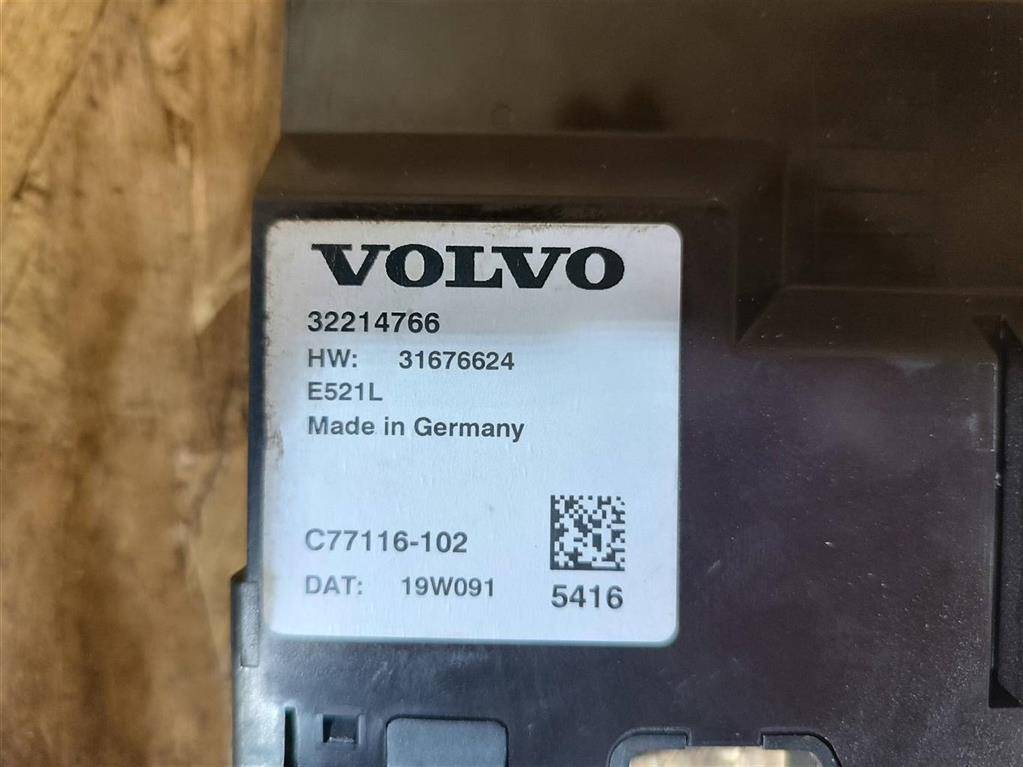 VOLVO
32214766
HW: 31676624
E521L
Made in Germany
C77116-102
DAT: 19W091
5416